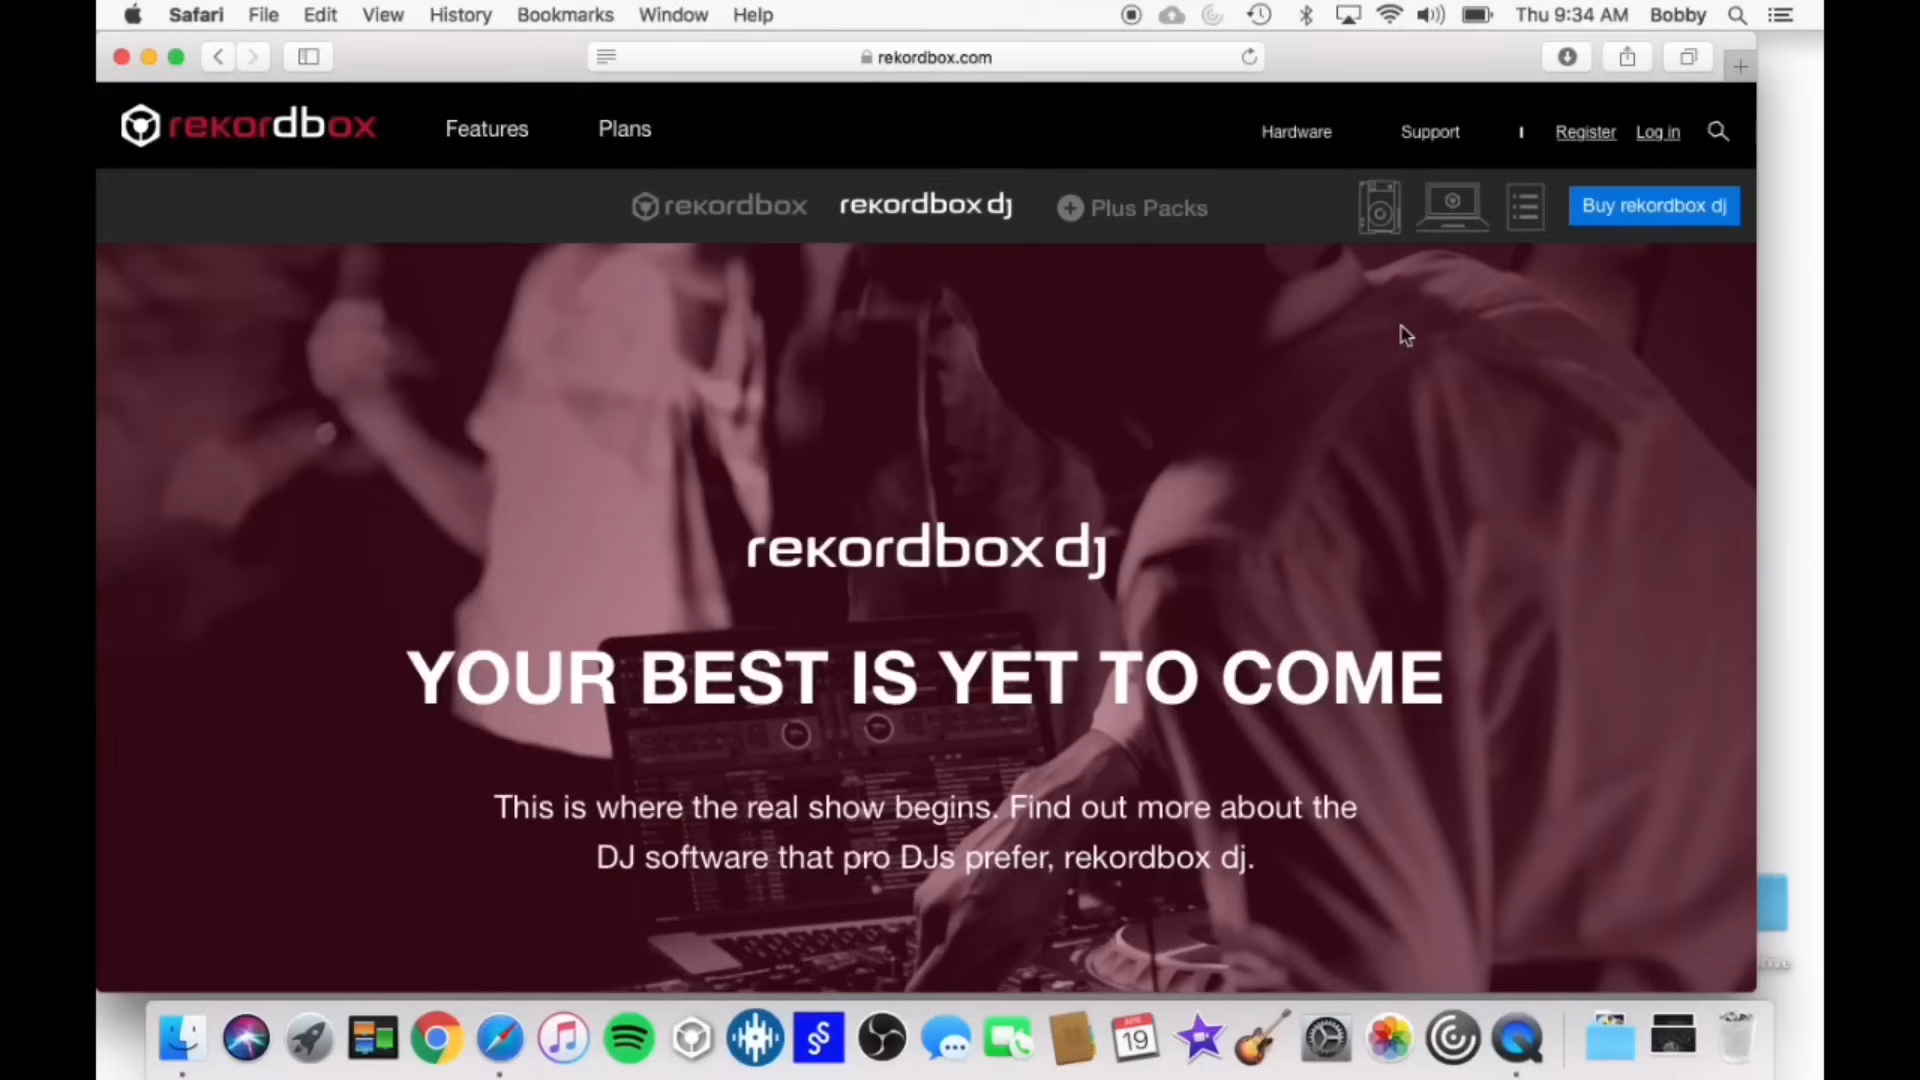 Safari File Edit View History Bookmarks Window Help Thu 9:34 AM Bobby
rekordbox.com
rekordbox Features Plans Hardware Support Register Log in
rekordbox rekordbox dj Plus Packs Buy rekordbox dj
rekordbox dj
YOUR BEST IS YET TO COME
This is where the real show begins. Find out more about the
DJ software that pro DJs prefer, rekordbox dj.
APR
19